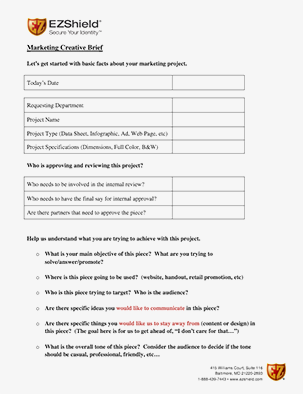 EZShield™
Secure Your Identity™
Marketing Creative Brief
Let's get started with basic facts about your marketing project.
Today's Date
Requesting Department
Project Name
Project Type (Data Sheet, Infographic, Ad, Web Page, etc)
Project Specifications (Dimensions, Full Color, B&W)
Who is approving and reviewing this project?
Who needs to be involved in the internal review?
Who needs to have the final say for internal approval?
Are there partners that need to approve the piece?
Help us understand what you are trying to achieve with this project.
o What is your main objective of this piece? What are you trying to
solve/answer/promote?
o Where is this piece going to be used? (website, handout, retail promotion, etc)
o Who is this piece trying to target? Who is the audience?
o Are there specific ideas you would like to communicate in this piece?
o Are there specific things you would like us to stay away from (content or design) in
this piece? (The goal here is for us to get ahead of, "I don't care for that…")
o What is the overall tone of this piece? Consider the audience to decide if the tone
should be casual, professional, friendly, etc…
Baltimore, MD 21220-2693
www.ezshield.com